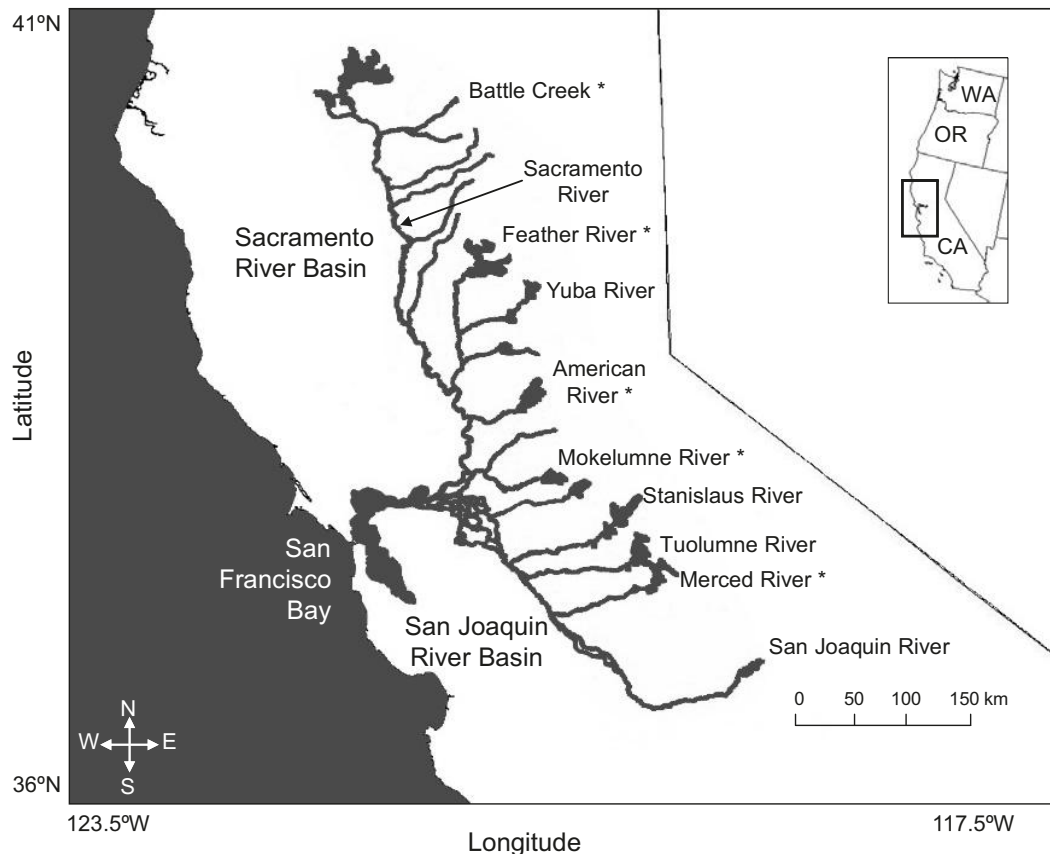 41ºN
Battle Creek *
WA
OR
Sacramento
River
CA
Sacramento
River Basin
Feather River *
Yuba River
American
River *
Latitude
Mokelumne River *
Stanislaus River
Tuolumne River
Merced River *
San
Francisco
Bay
San Joaquin
River Basin
San Joaquin River
0 50 100 150 km
N
W E
S
36ºN
123.5ºW
117.5ºW
Longitude